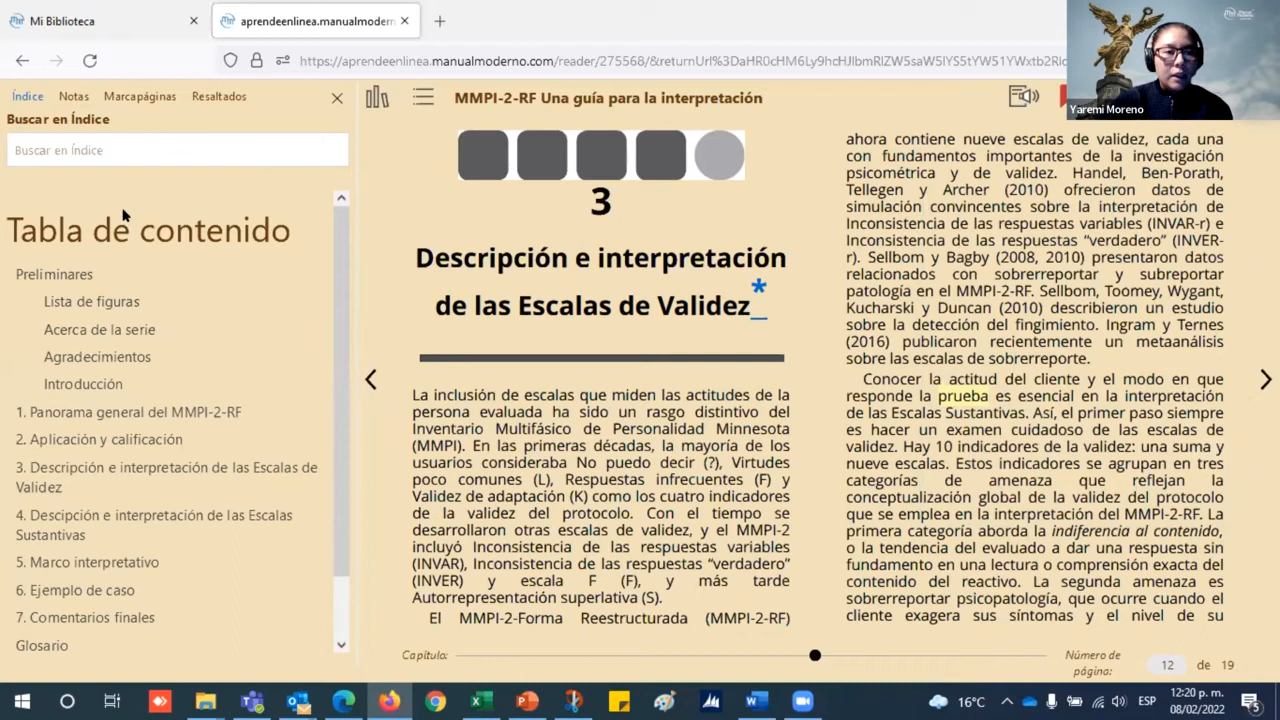 Mi Biblioteca
aprendeenlinea.manualmodern
https://aprendeenlinea.manualmoderno.com/reader/275568/&returnUrl%3DaHR0cHM6Ly9hcHJlbmRlZW5saW5lYS5tYW51YWxtb2Rlc
Yaremi Moreno
Índice Notas Marcapáginas Resaltados
Buscar en Índice
Buscar en Índice
Tabla de contenido
Preliminares
Lista de figuras
Acerca de la serie
Agradecimientos
Introducción
1. Panorama general del MMPI-2-RF
2. Aplicación y calificación
3. Descripción e interpretación de las Escalas de
Validez
4. Descipción e interpretación de las Escalas
Sustantivas
5. Marco interpretativo
6. Ejemplo de caso
7. Comentarios finales
Glosario
MMPI-2-RF Una guía para la interpretación
3
Descripción e interpretación
de las Escalas de Validez*
La inclusión de escalas que miden las actitudes de la
persona evaluada ha sido un rasgo distintivo del
Inventario Multifásico de Personalidad Minnesota
(MMPI). En las primeras décadas, la mayoría de los
usuarios consideraba No puedo decir (?), Virtudes
poco comunes (L), Respuestas infrecuentes (F) y
Validez de adaptación (K) como los cuatro indicadores
de la validez del protocolo. Con el tiempo se
desarrollaron otras escalas de validez, y el MMPI-2
incluyó Inconsistencia de las respuestas variables
(INVAR), Inconsistencia de las respuestas “verdadero”
(INVER) y escala F (F), y más tarde
Autorrepresentación superlativa (S).
El MMPI-2-Forma Reestructurada (MMPI-2-RF)
ahora contiene nueve escalas de validez, cada una
con fundamentos importantes de la investigación
psicométrica y de validez. Handel, Ben-Porath,
Tellegen y Archer (2010) ofrecieron datos de
simulación convincentes sobre la interpretación de
Inconsistencia de las respuestas variables (INVAR-r) e
Inconsistencia de las respuestas “verdadero” (INVER-
r). Sellbom y Bagby (2008, 2010) presentaron datos
relacionados con sobrerreportar y subreportar
patología en el MMPI-2-RF. Sellbom, Toomey, Wygant,
Kucharski y Duncan (2010) describieron un estudio
sobre la detección del fingimiento. Ingram y Ternes
(2016) publicaron recientemente un metaanálisis
sobre las escalas de sobrerreporte.
Conocer la actitud del cliente y el modo en que
responde la prueba es esencial en la interpretación
de las Escalas Sustantivas. Así, el primer paso siempre
es hacer un examen cuidadoso de las escalas de
validez. Hay 10 indicadores de la validez: una suma y
nueve escalas. Estos indicadores se agrupan en tres
categorías de amenaza que reflejan la
conceptualización global de la validez del protocolo
que se emplea en la interpretación del MMPI-2-RF. La
primera categoría aborda la indiferencia al contenido,
o la tendencia del evaluado a dar una respuesta sin
fundamento en una lectura o comprensión exacta del
contenido del reactivo. La segunda amenaza es
sobrerreportar psicopatología, que ocurre cuando el
cliente exagera sus síntomas y el nivel de su
Capítulo:
Número de
página:
12 de 19
16°C
ESP
12:20 p. m.
08/02/2022
5